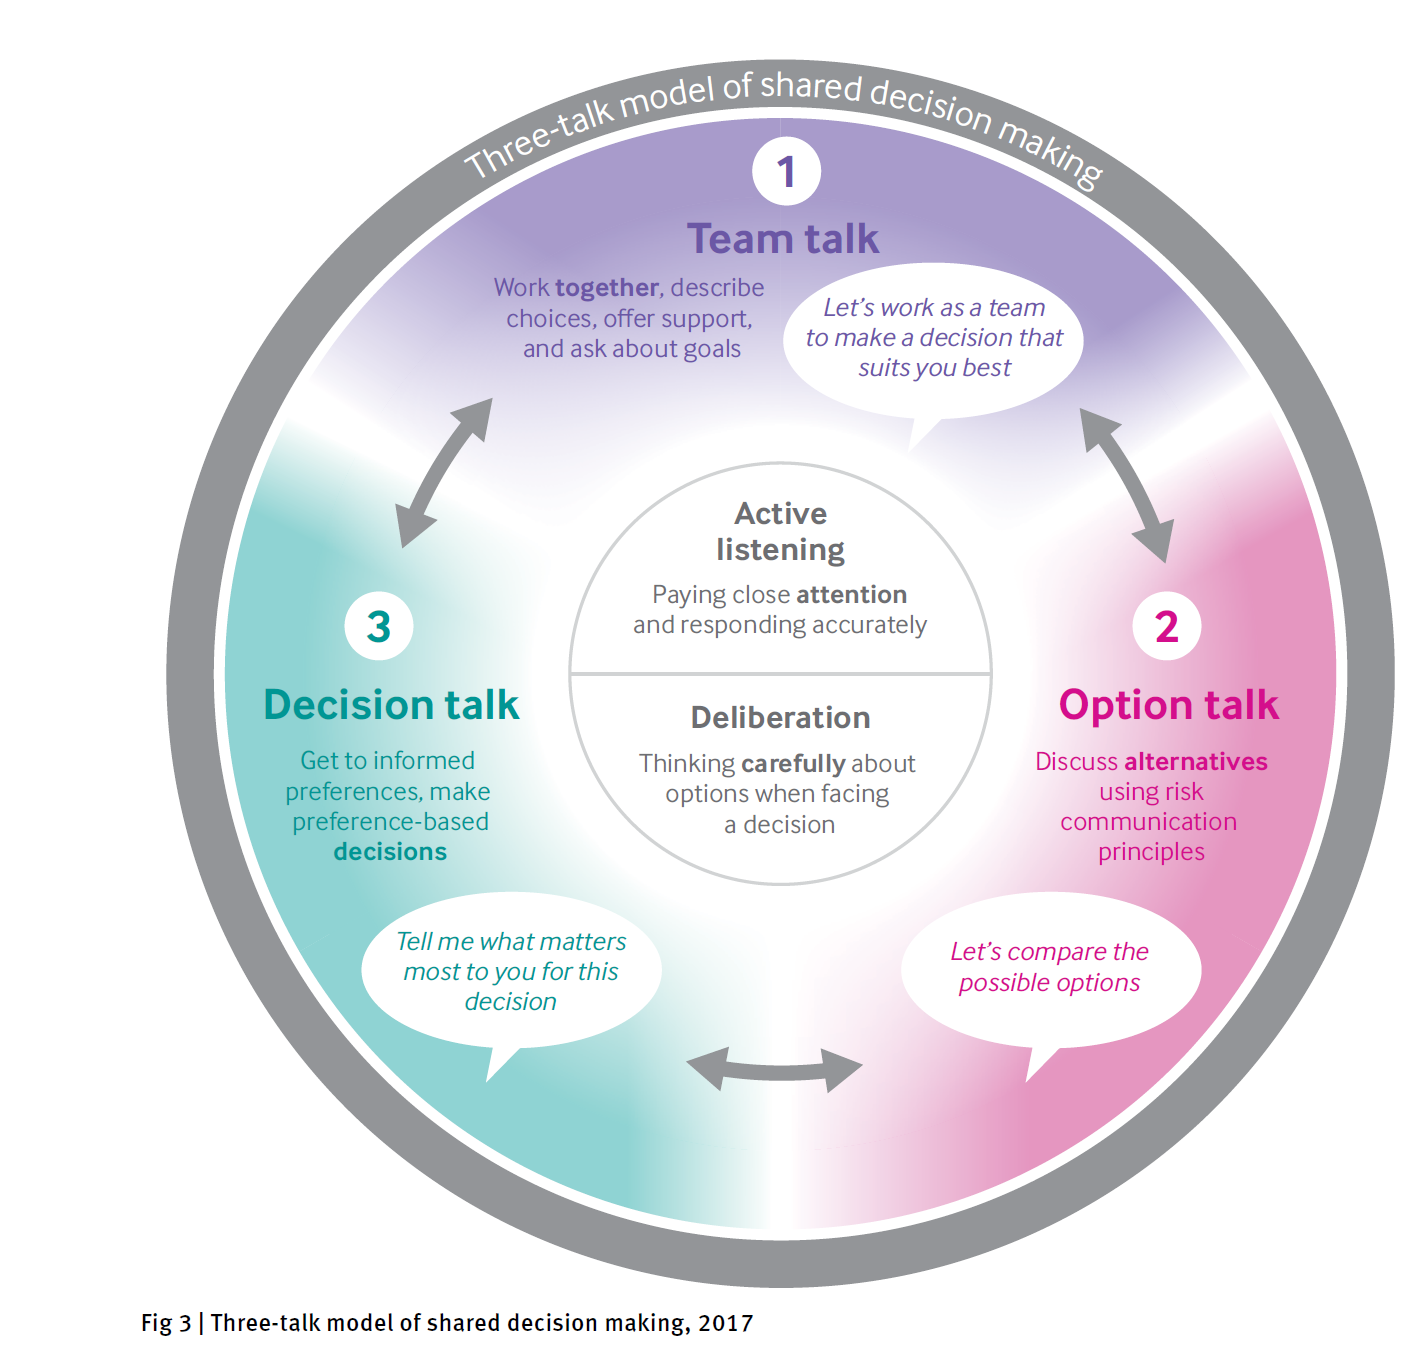 Three-talk model of shared decision making
1
Team talk
Work together, describe
choices, offer support,
and ask about goals
Let's work as a team
to make a decision that
suits you best
Active
listening
Paying close attention
and responding accurately
Deliberation
Thinking carefully about
options when facing
a decision
2
Option talk
Discuss alternatives
using risk
communication
principles
Let's compare the
possible options
3
Decision talk
Get to informed
preferences, make
preference-based
decisions
Tell me what matters
most to you for this
decision
Fig 3 | Three-talk model of shared decision making, 2017